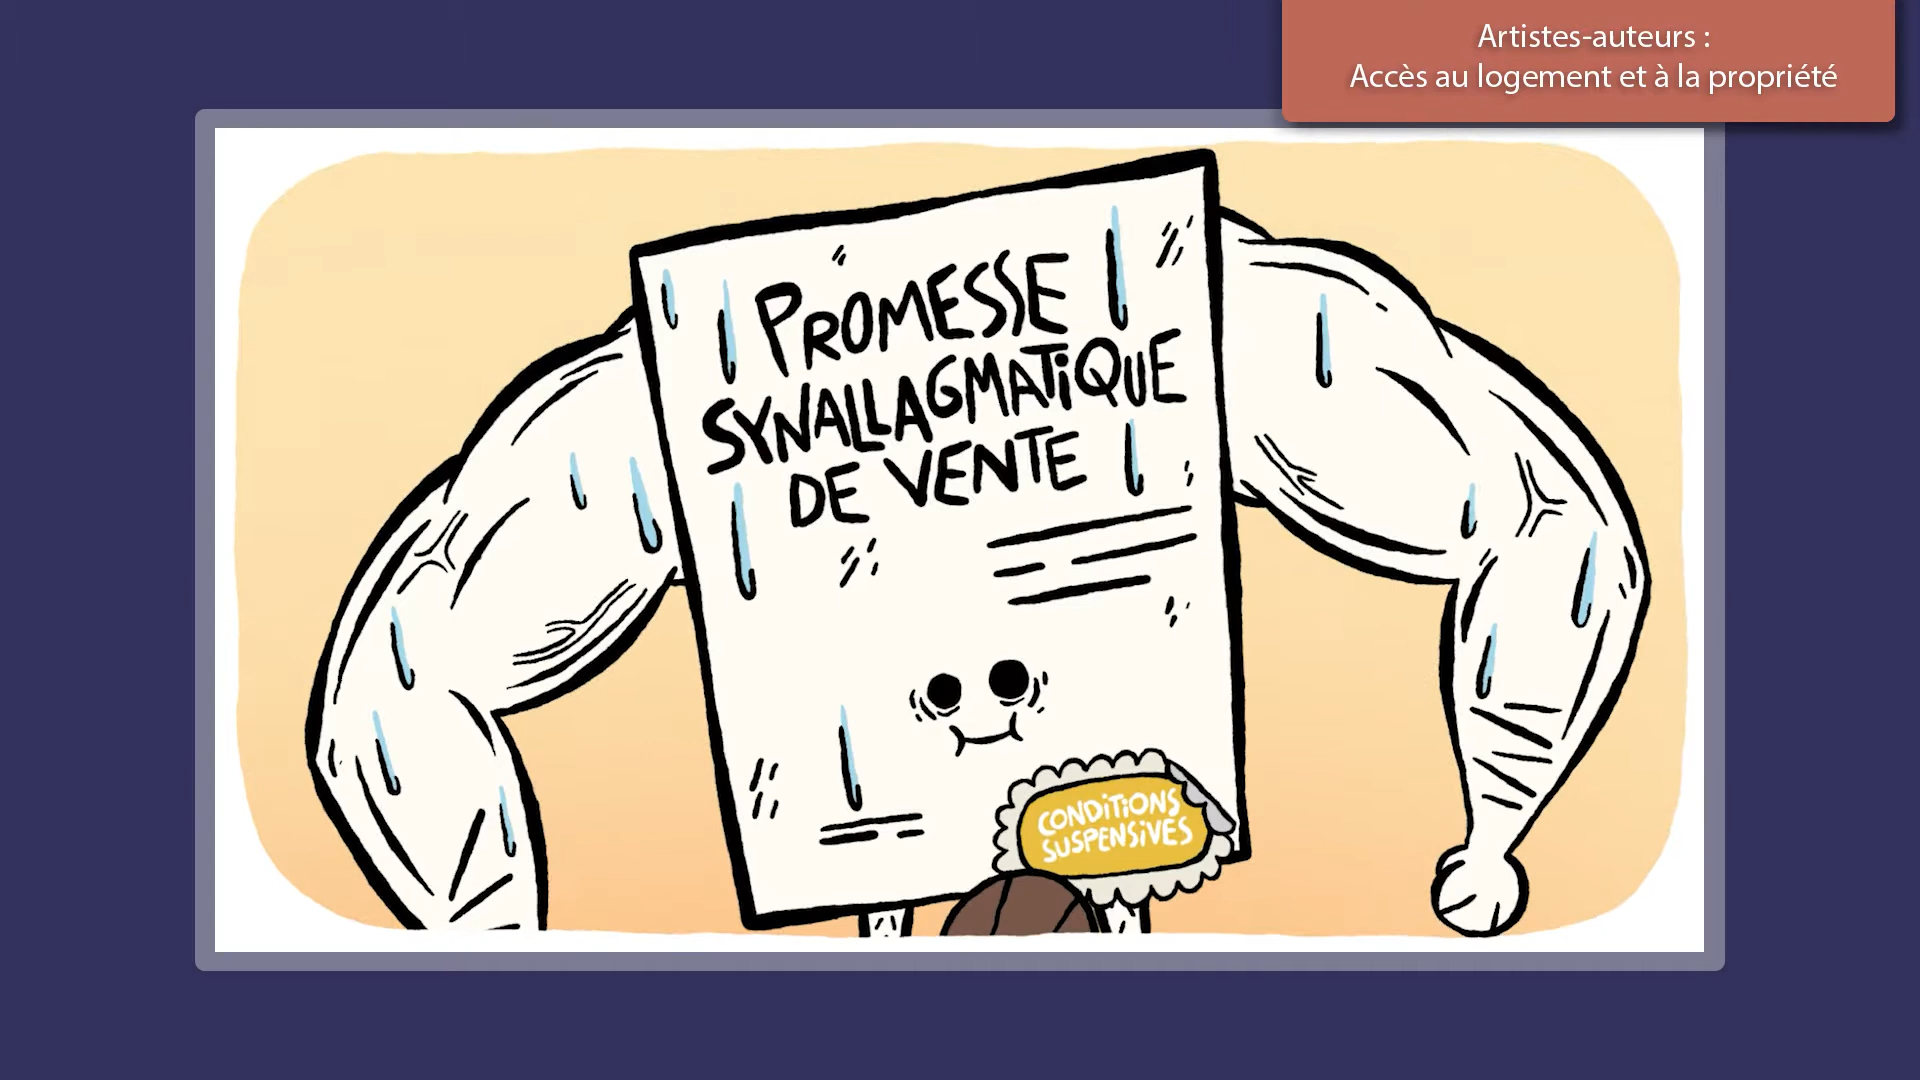 Artistes-auteurs :
Accès au logement et à la propriété
PROMESSE
SYNALLAGMATiQUE
DE VENTE
CONDiTiONS
SUSPENSiVES